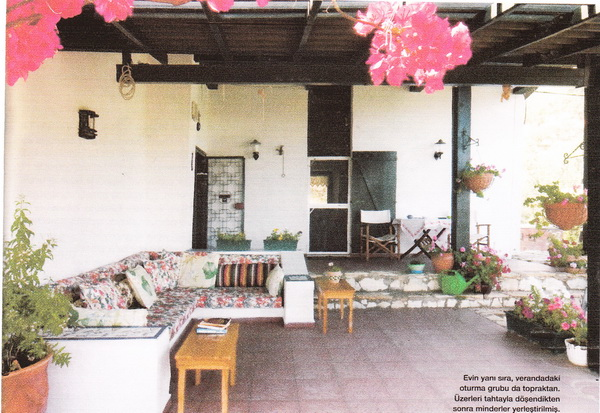 Evin yanı sıra, verandadaki
oturma grubu da topraktan.
Üzerleri tahtayla döşendikten
sonra minderler yerleştirilmiş.